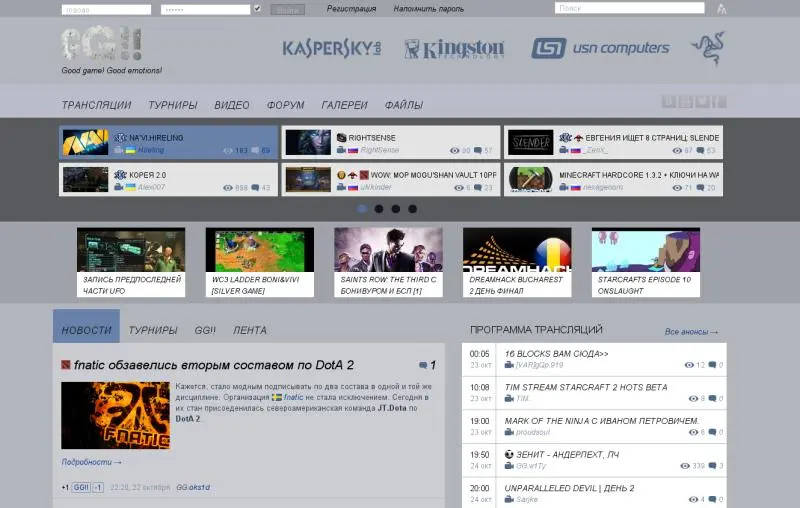 логово
••••••
Войти
Регистрация
Напомнить пароль
Поиск
GG!!
Good game! Good emotions!
KASPERSKY lab
Kingston
TECHNOLOGY
usn computers
ТРАНСЛЯЦИИ ТУРНИРЫ ВИДЕО ФОРУМ ГАЛЕРЕИ ФАЙЛЫ
NA'VI.HIRELING
Hireling 183 69
RIGHTSENSE
RightSense 90 57
SLENDER
ЕВГЕНИЯ ИЩЕТ 8 СТРАНИЦ: SLENDE
_ZeniX_ 87 53
КОРЕЯ 2.0
Alex007 898 43
WOW: MOP MOGU'SHAN VAULT 10PF
uNkinder 6 23
MINECRAFT HARDCORE 1.3.2 + КЛЮЧИ НА WA
nexagenom 71 20
DREAMHACK
ЗАПИСЬ ПРЕДПОСЛЕДНЕЙ
ЧАСТИ UFO
WC3 LADDER BONI&VIVI
[SILVER GAME]
SAINTS ROW: THE THIRD С
БОНИВУРОМ И БСЛ [1]
DREAMHACK BUCHAREST
2 ДЕНЬ ФИНАЛ
STARCRAFTS EPISODE 10
ONSLAUGHT
НОВОСТИ ТУРНИРЫ GG!! ЛЕНТА
fnatic обзавелись вторым составом по DotA 2 1
FNATIC
Кажется, стало модным подписывать по два состава в одной и той же
дисциплине. Организация fnatic не стала исключением. Сегодня в
их стан присоединилась североамериканская команда JT.Dota по
DotA 2.
Подробности →
+1 GG!! -1 22:20, 22 октября GG.oks1d
ПРОГРАММА ТРАНСЛЯЦИЙ
Все анонсы →
00:05 16 BLOCKS ВАМ СЮДА>>
23 окт [VAR]gQp.919 12 0
10:08 TIM STREAM STARCRAFT 2 HOTS BETA
23 окт TIM. 8 0
19:00 MARK OF THE NINJA С ИВАНОМ ПЕТРОВИЧЕМ.
23 окт proudsoul 6 0
19:50 ЗЕНИТ - АНДЕРЛЕХТ, ЛЧ
24 окт GG.w1Ty 339 3
20:00 UNPARALLELED DEVIL | ДЕНЬ 2
24 окт Sarjke 4 0